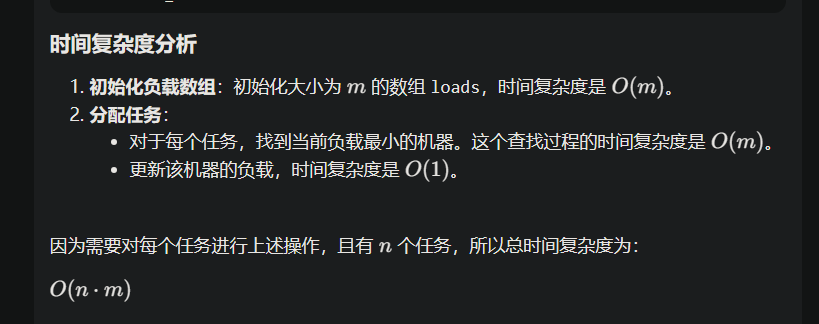 时间复杂度分析
1. 初始化负载数组：初始化大小为 m 的数组 loads，时间复杂度是 O(m)。
2. 分配任务：
• 对于每个任务，找到当前负载最小的机器。这个查找过程的时间复杂度是 O(m)。
• 更新该机器的负载，时间复杂度是 O(1)。
因为需要对每个任务进行上述操作，且有 n 个任务，所以总时间复杂度为：
O(n · m)